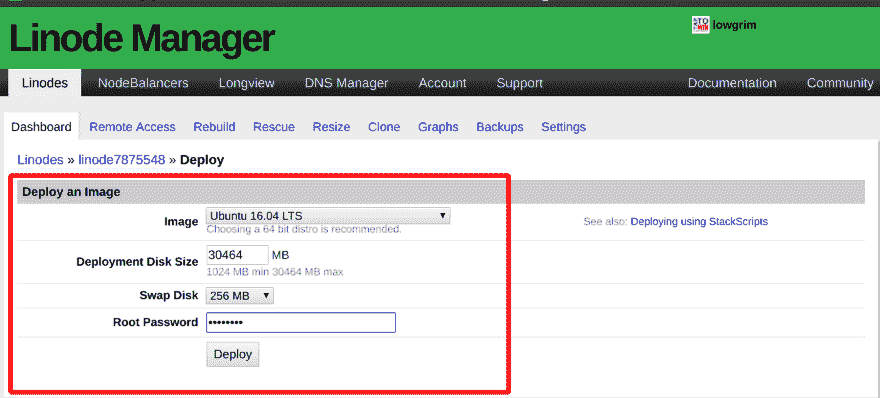 Linode Manager
lowgrim
Linodes NodeBalancers Longview DNS Manager Account Support Documentation Community
Dashboard Remote Access Rebuild Rescue Resize Clone Graphs Backups Settings
Linodes » linode7875548 » Deploy
Deploy an Image
Image Ubuntu 16.04 LTS
Choosing a 64 bit distro is recommended.
See also: Deploying using StackScripts
Deployment Disk Size 30464 MB
1024 MB min 30464 MB max
Swap Disk 256 MB
Root Password ••••••••
Deploy